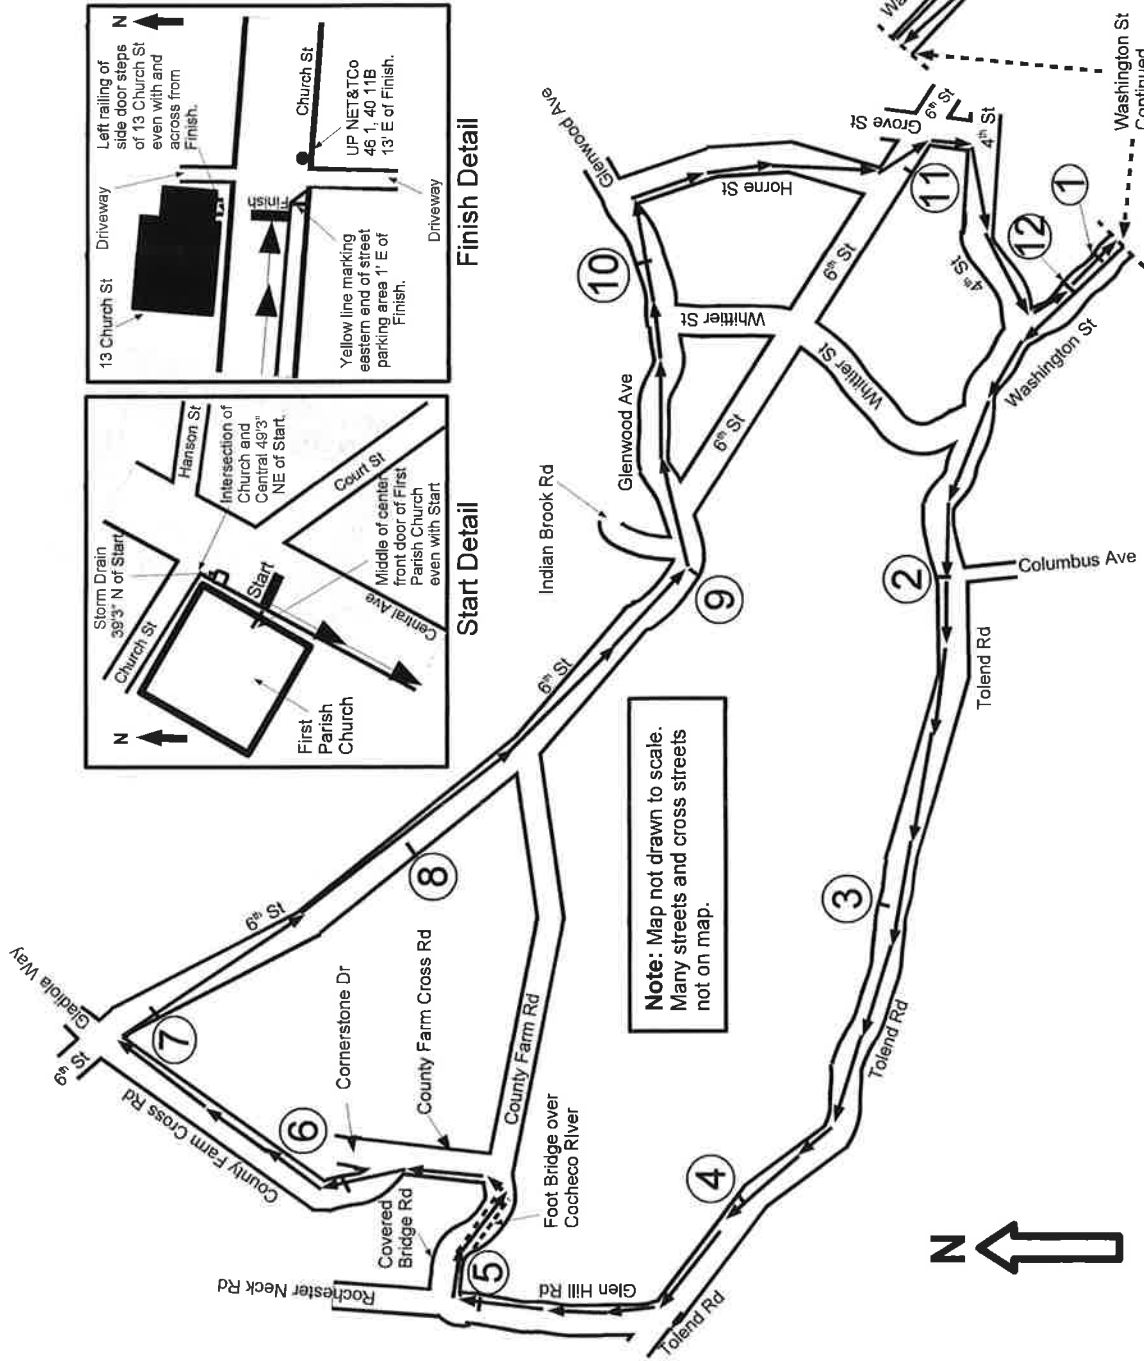 N
Left railing of
side door steps
of 13 Church St
even with and
across from
Finish.
Driveway
13 Church St
Church St
Finish
UP NET&TCo
46 1, 40 11B
13' E of Finish.
Yellow line marking
eastern end of street
parking area 1' E of
Finish.
Driveway
Finish Detail
N
Storm Drain
39'3" N of Start
Church St
Hanson St
Intersection of
Church and
Central 49'3"
NE of Start.
Court St
Start
Middle of center
front door of First
Parish Church
even with Start
Central Ave
First
Parish
Church
Start Detail
Washington St
Continued
Glenwood Ave
Grove St
6th St
4th St
Horne St
11
1
12
10
6th St
4th St
Whittier St
Whittier St
Washington St
Glenwood Ave
6th St
Indian Brook Rd
9
2
Columbus Ave
Tolend Rd
6th St
8
3
Note: Map not drawn to scale.
Many streets and cross streets
not on map.
6th St
Gladiola Way
7
Cornerstone Dr
County Farm Cross Rd
County Farm Rd
Tolend Rd
6
County Farm Cross Rd
4
Foot Bridge over
Cocheco River
Covered
Bridge Rd
5
Rochester Neck Rd
Glen Hill Rd
Tolend Rd
N